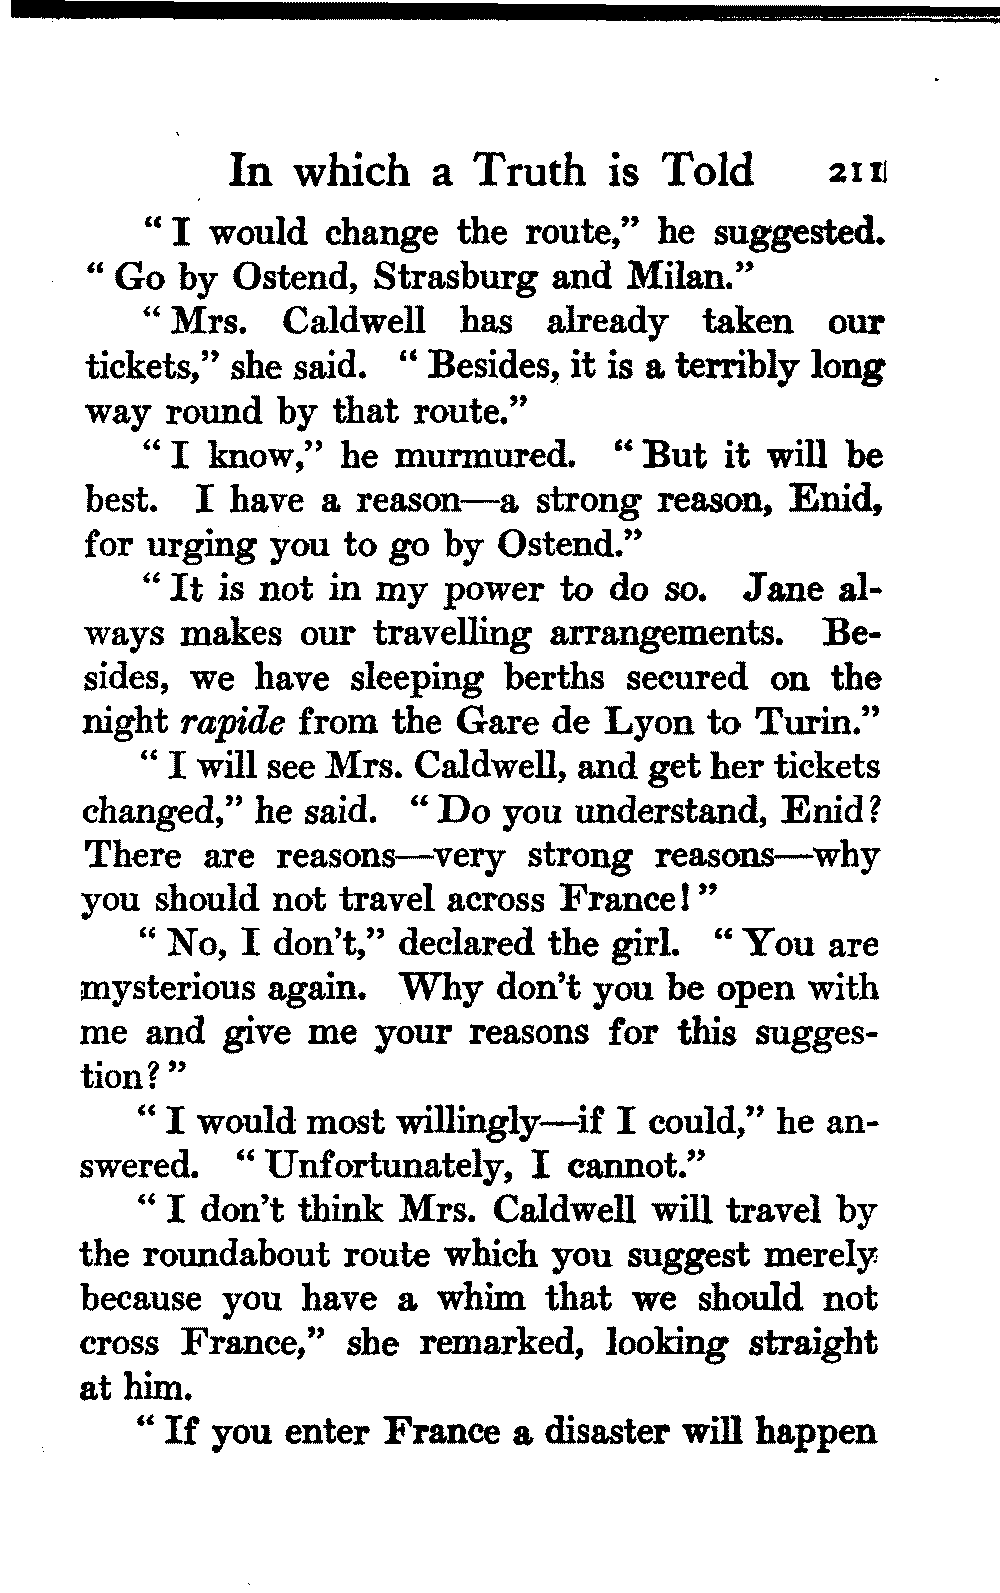 In which a Truth is Told 211
“ I would change the route,” he suggested.
“ Go by Ostend, Strasburg and Milan.”
“ Mrs. Caldwell has already taken our
tickets,” she said. “ Besides, it is a terribly long
way round by that route.”
“ I know,” he murmured. “ But it will be
best. I have a reason—a strong reason, Enid,
for urging you to go by Ostend.”
“ It is not in my power to do so. Jane al-
ways makes our travelling arrangements. Be-
sides, we have sleeping berths secured on the
night rapide from the Gare de Lyon to Turin.”
“ I will see Mrs. Caldwell, and get her tickets
changed,” he said. “ Do you understand, Enid?
There are reasons—very strong reasons—why
you should not travel across France! ”
“ No, I don’t,” declared the girl. “ You are
mysterious again. Why don’t you be open with
me and give me your reasons for this sugges-
tion? ”
“ I would most willingly—if I could,” he an-
swered. “ Unfortunately, I cannot.”
“ I don’t think Mrs. Caldwell will travel by
the roundabout route which you suggest merely
because you have a whim that we should not
cross France,” she remarked, looking straight
at him.
“ If you enter France a disaster will happen